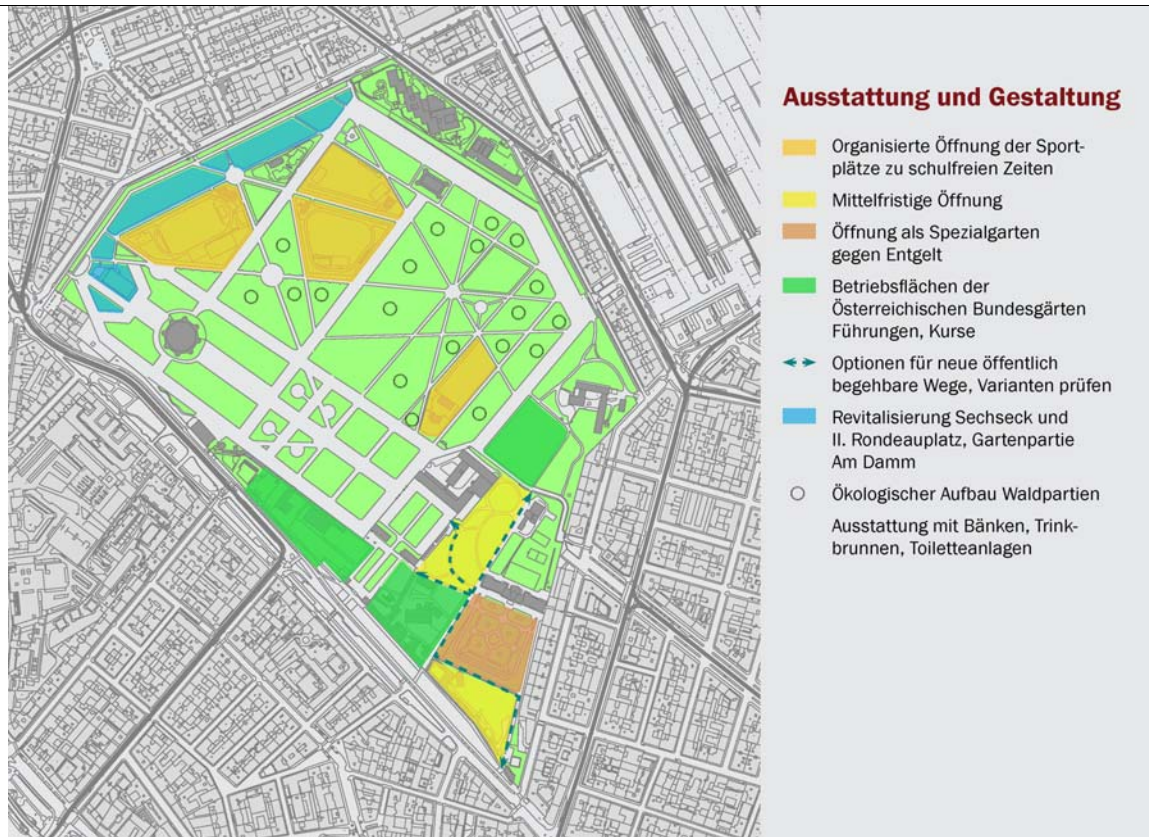 Ausstattung und Gestaltung
Organisierte Öffnung der Sport-
plätze zu schulfreien Zeiten
Mittelfristige Öffnung
Öffnung als Spezialgarten
gegen Entgelt
Betriebsflächen der
Österreichischen Bundesgärten
Führungen, Kurse
Optionen für neue öffentlich
begehbare Wege, Varianten prüfen
Revitalisierung Sechseck und
II. Rondeauplatz, Gartenpartie
Am Damm
Ökologischer Aufbau Waldpartien
Ausstattung mit Bänken, Trink-
brunnen, Toiletteanlagen